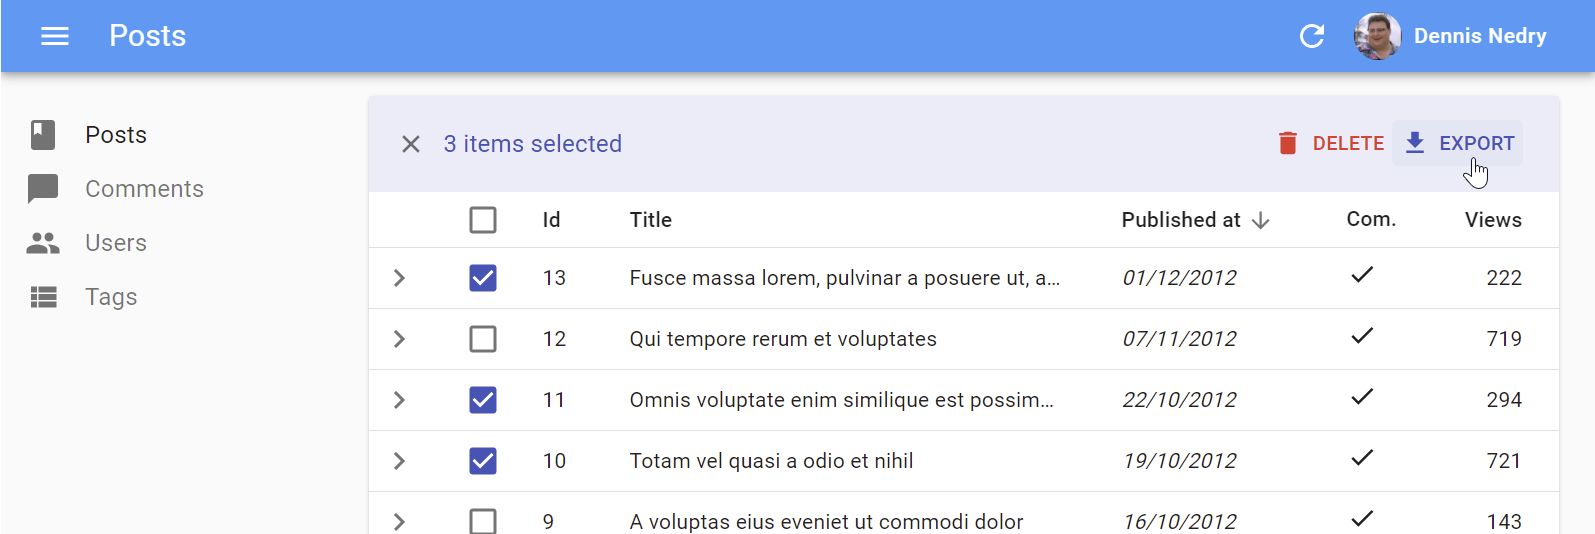 Posts
Dennis Nedry
Posts
Comments
Users
Tags
3 items selected
DELETE
EXPORT
Id Title Published at Com. Views
13 Fusce massa lorem, pulvinar a posuere ut, a… 01/12/2012 222
12 Qui tempore rerum et voluptates 07/11/2012 719
11 Omnis voluptate enim similique est possim… 22/10/2012 294
10 Totam vel quasi a odio et nihil 19/10/2012 721
9 A voluptas eius eveniet ut commodi dolor 16/10/2012 143